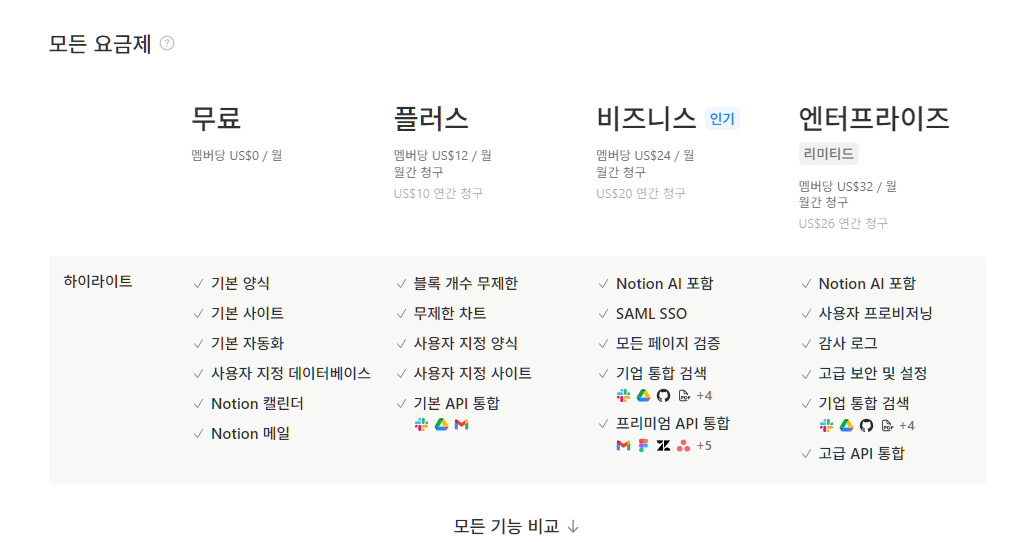 모든 요금제 ?
무료
멤버당 US$0 / 월
플러스
멤버당 US$12 / 월
월간 청구
US$10 연간 청구
비즈니스 인기
멤버당 US$24 / 월
월간 청구
US$20 연간 청구
엔터프라이즈
리미티드
멤버당 US$32 / 월
월간 청구
US$26 연간 청구
하이라이트
기본 양식
기본 사이트
기본 자동화
사용자 지정 데이터베이스
Notion 캘린더
Notion 메일
블록 개수 무제한
무제한 차트
사용자 지정 양식
사용자 지정 사이트
기본 API 통합
Notion AI 포함
SAML SSO
모든 페이지 검증
기업 통합 검색
PDF +4
프리미엄 API 통합
+5
Notion AI 포함
사용자 프로비저닝
감사 로그
고급 보안 및 설정
기업 통합 검색
PDF +4
고급 API 통합
모든 기능 비교 ↓